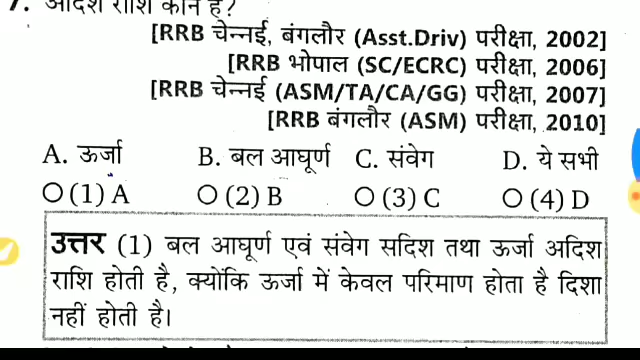 7. अदिश राशि कौन है?
[RRB चेन्नई, बंगलौर (Asst.Driv) परीक्षा, 2002]
[RRB भोपाल (SC/ECRC) परीक्षा, 2006]
[RRB चेन्नई (ASM/TA/CA/GG) परीक्षा, 2007]
[RRB बंगलौर (ASM) परीक्षा, 2010]
A. ऊर्जा B. बल आघूर्ण C. संवेग D. ये सभी
O (1) A O (2) B O (3) C O (4) D
उत्तर (1) बल आघूर्ण एवं संवेग सदिश तथा ऊर्जा अदिश
राशि होती है, क्योंकि ऊर्जा में केवल परिमाण होता है दिशा
नहीं होती है।